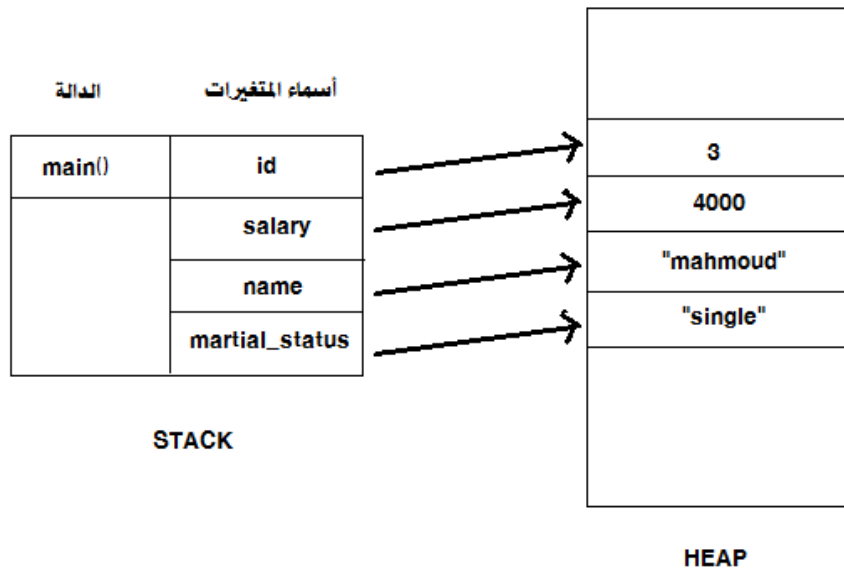 الدالة
أسماء المتغيرات
main()
id
salary
name
martial_status
STACK
3
4000
"mahmoud"
"single"
HEAP